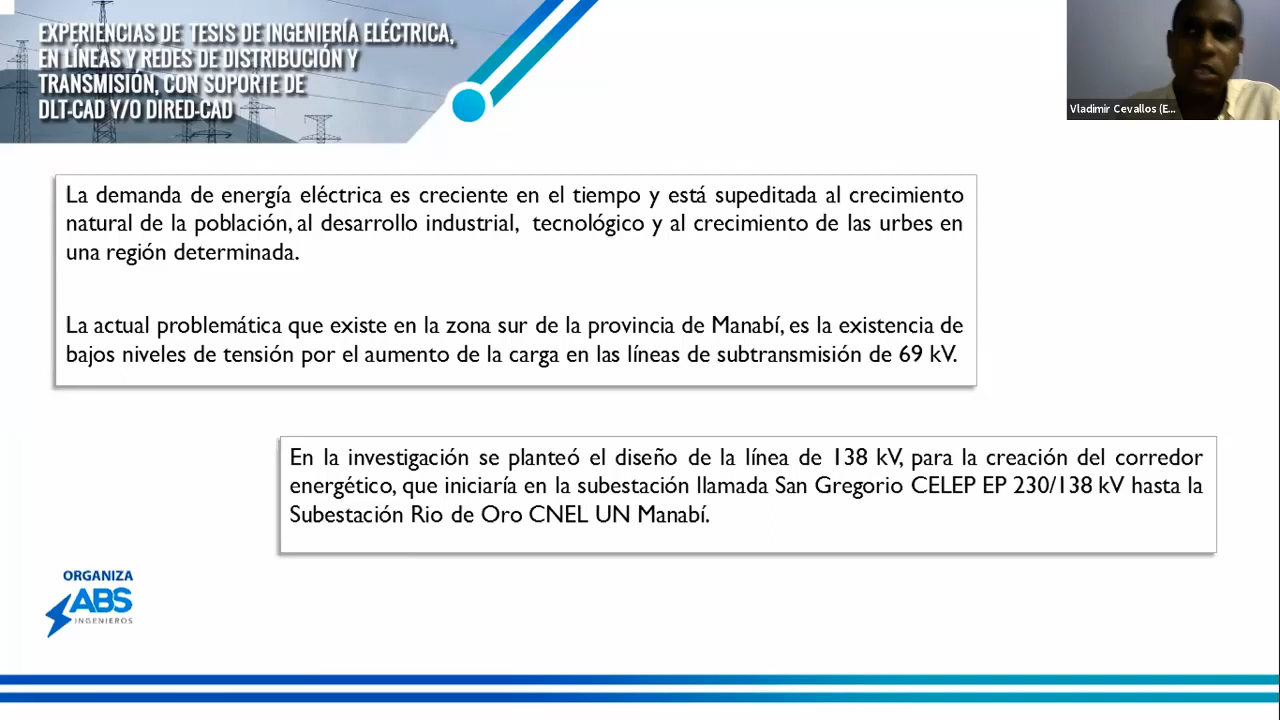 EXPERIENCIAS DE TESIS DE INGENIERÍA ELÉCTRICA,
EN LÍNEAS Y REDES DE DISTRIBUCIÓN Y
TRANSMISIÓN, CON SOPORTE DE
DLT-CAD Y/O DIRED-CAD
Vladimir Cevallos (E...
La demanda de energía eléctrica es creciente en el tiempo y está supeditada al crecimiento
natural de la población, al desarrollo industrial, tecnológico y al crecimiento de las urbes en
una región determinada.
La actual problemática que existe en la zona sur de la provincia de Manabí, es la existencia de
bajos niveles de tensión por el aumento de la carga en las líneas de subtransmisión de 69 kV.
En la investigación se planteó el diseño de la línea de 138 kV, para la creación del corredor
energético, que iniciaría en la subestación llamada San Gregorio CELEP EP 230/138 kV hasta la
Subestación Rio de Oro CNEL UN Manabí.
ORGANIZA
ABS
INGENIEROS